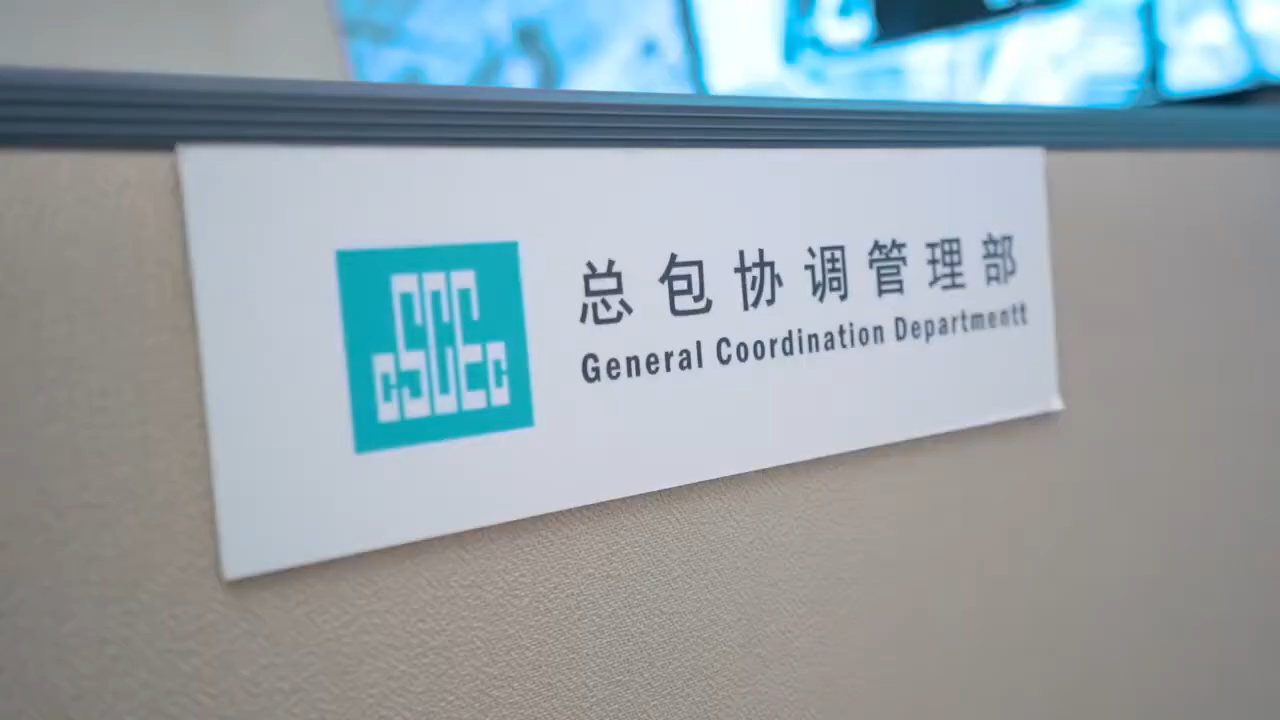 CSCEC
总包协调管理部
General Coordination Departmentt